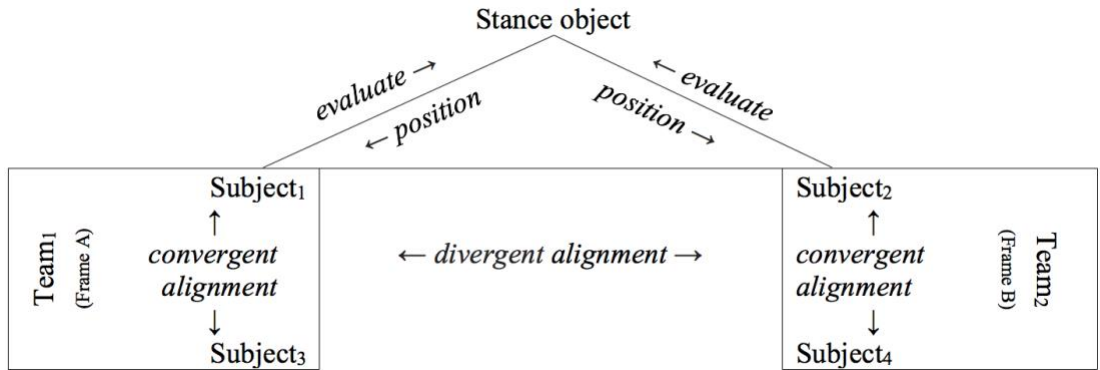 Stance object
evaluate →
← position
← evaluate
position →
Team₁
(Frame A)
Subject₁
↑
convergent
alignment
↓
Subject₃
← divergent alignment →
Subject₂
↑
convergent
alignment
↓
Subject₄
Team₂
(Frame B)